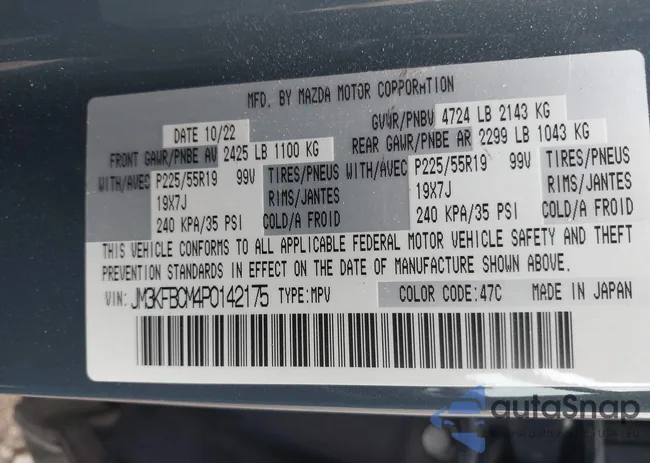 MFD. BY MAZDA MOTOR COPPORATION
DATE 10/22 GVWR/PNBV 4724 LB 2143 KG
FRONT GAWR/PNBE AV 2425 LB 1100 KG REAR GAWR/PNBE AR 2299 LB 1043 KG
WITH/AVEC P225/55R19 99V TIRES/PNEUS WITH/AVEC P225/55R19 99V TIRES/PNEUS
19X7J RIMS/JANTES 19X7J RIMS/JANTES
240 KPA/35 PSI COLD/A FROID 240 KPA/35 PSI COLD/A FROID
THIS VEHICLE CONFORMS TO ALL APPLICABLE FEDERAL MOTOR VEHICLE SAFETY AND THEFT
PREVENTION STANDARDS IN EFFECT ON THE DATE OF MANUFACTURE SHOWN ABOVE.
VIN: JM3KFBCM4P0142175 TYPE:MPV COLOR CODE:47C MADE IN JAPAN
autoSnap